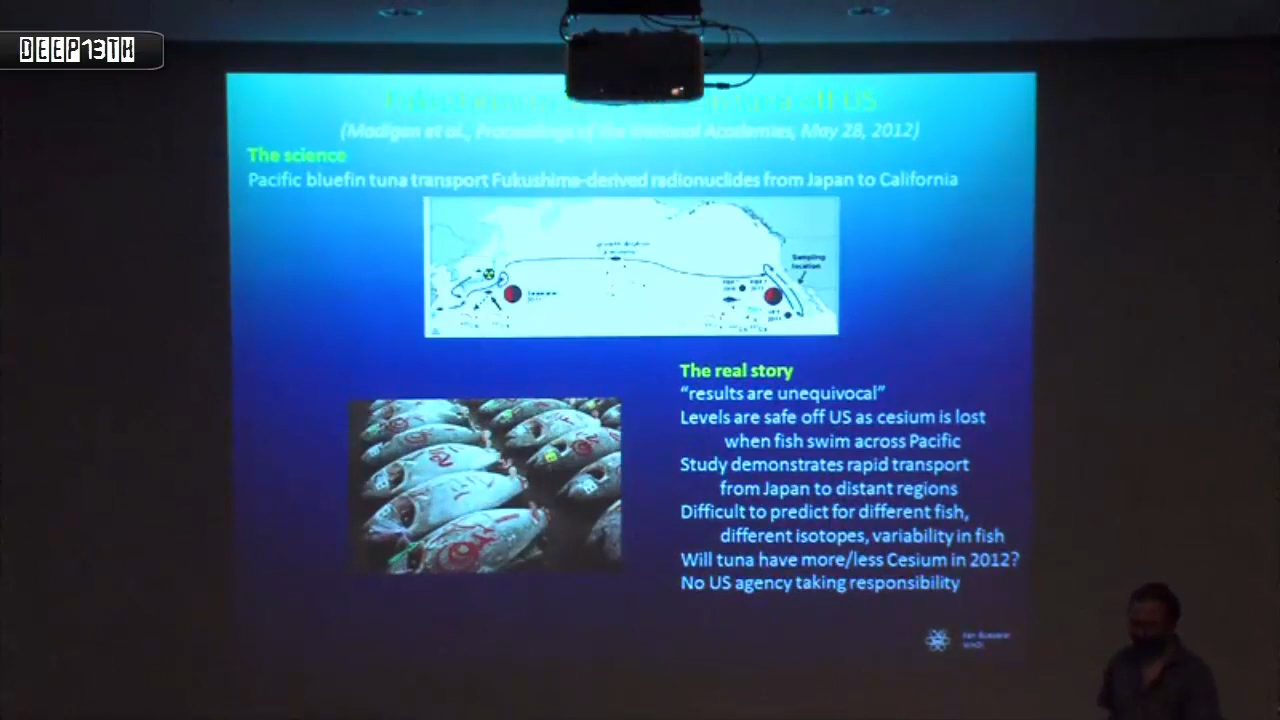 DEEP13TH
off US
(Madigan et al., Proceedings of the National Academies, May 28, 2012)
The science
Pacific bluefin tuna transport Fukushima-derived radionuclides from Japan to California
Sampling
location
The real story
“results are unequivocal”
Levels are safe off US as cesium is lost
when fish swim across Pacific
Study demonstrates rapid transport
from Japan to distant regions
Difficult to predict for different fish,
different isotopes, variability in fish
Will tuna have more/less Cesium in 2012?
No US agency taking responsibility